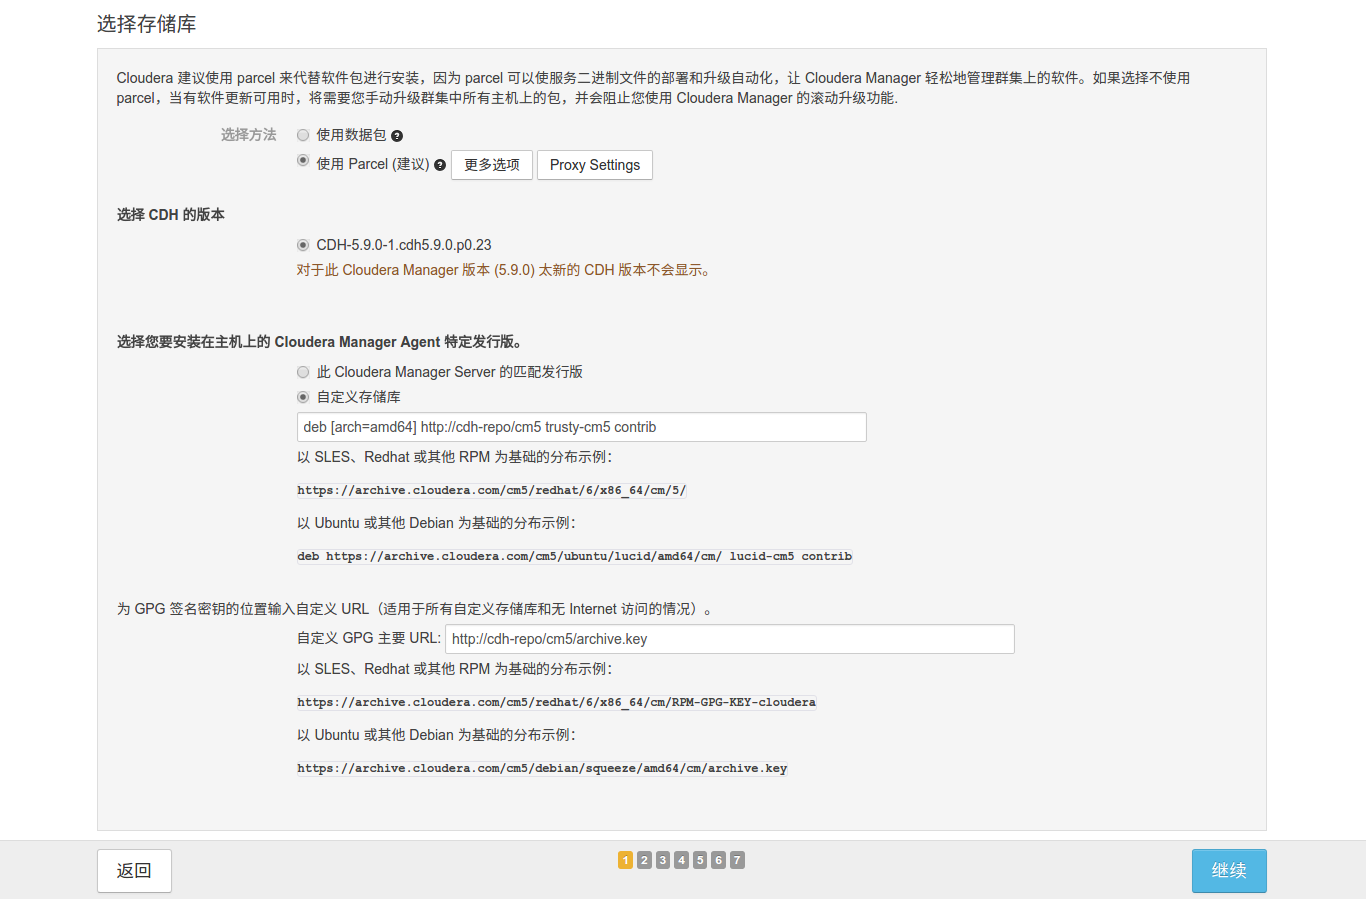 选择存储库
Cloudera 建议使用 parcel 来代替软件包进行安装，因为 parcel 可以使服务二进制文件的部署和升级自动化，让 Cloudera Manager 轻松地管理群集上的软件。如果选择不使用
parcel，当有软件更新可用时，将需要您手动升级群集中所有主机上的包，并会阻止您使用 Cloudera Manager 的滚动升级功能.
选择方法 使用数据包 ?
使用 Parcel (建议) ? 更多选项 Proxy Settings
选择 CDH 的版本
CDH-5.9.0-1.cdh5.9.0.p0.23
对于此 Cloudera Manager 版本 (5.9.0) 太新的 CDH 版本不会显示。
选择您要安装在主机上的 Cloudera Manager Agent 特定发行版。
此 Cloudera Manager Server 的匹配发行版
自定义存储库
deb [arch=amd64] http://cdh-repo/cm5 trusty-cm5 contrib
以 SLES、Redhat 或其他 RPM 为基础的分布示例：
https://archive.cloudera.com/cm5/redhat/6/x86_64/cm/5/
以 Ubuntu 或其他 Debian 为基础的分布示例：
deb https://archive.cloudera.com/cm5/ubuntu/lucid/amd64/cm/ lucid-cm5 contrib
为 GPG 签名密钥的位置输入自定义 URL（适用于所有自定义存储库和无 Internet 访问的情况）。
自定义 GPG 主要 URL: http://cdh-repo/cm5/archive.key
以 SLES、Redhat 或其他 RPM 为基础的分布示例：
https://archive.cloudera.com/cm5/redhat/6/x86_64/cm/RPM-GPG-KEY-cloudera
以 Ubuntu 或其他 Debian 为基础的分布示例：
https://archive.cloudera.com/cm5/debian/squeeze/amd64/cm/archive.key
返回 1 2 3 4 5 6 7 继续